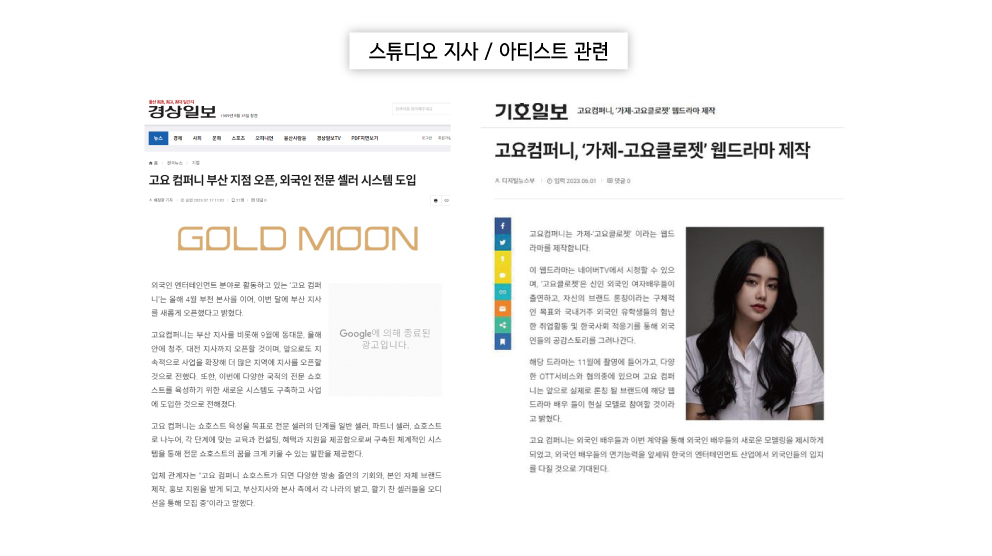 스튜디오 지사 / 아티스트 관련
경상일보
뉴스 경제 사회 문화 스포츠 오피니언 울산사람들 경상일보TV PDF지면보기
홈 전체뉴스 기획
고요 컴퍼니 부산 지점 오픈, 외국인 전문 셀러 시스템 도입
GOLD MOON
외국인 엔터테인먼트 분야로 활동하고 있는 '고요 컴퍼
니'는 올해 4월 부천 본사를 이어, 이번 달에 부산 지사
를 새롭게 오픈했다고 밝혔다.
Google에 의해 종료된
광고입니다.
고요컴퍼니는 부산 지사를 비롯해 9월에 동대문, 올해
안에 청주, 대전 지사까지 오픈할 것이며, 앞으로도 지
속적으로 사업을 확장해 더 많은 지역에 지사를 오픈할
것으로 전했다. 또한, 이번에 다양한 국적의 전문 쇼호
스트를 육성하기 위한 새로운 시스템도 구축하고 사업
에 도입한 것으로 전해졌다.
고요 컴퍼니는 쇼호스트 육성을 목표로 전문 셀러의 단계를 일반 셀러, 파트너 셀러, 쇼호스트
로 나누어, 각 단계에 맞는 교육과 컨설팅, 혜택과 지원을 제공함으로써 구축된 체계적인 시스
템을 통해 전문 쇼호스트의 꿈을 크게 키울 수 있는 발판을 제공한다.
업체 관계자는 "고요 컴퍼니 쇼호스트가 되면 다양한 방송 출연의 기회와, 본인 자체 브랜드
제작, 홍보 지원을 받게 되고, 부산지사와 본사 측에서 각 나라의 밝고, 활기 찬 셀러들을 오디
션을 통해 모집 중"이라고 말했다.
기호일보 고요컴퍼니, '가제-고요클로젯' 웹드라마 제작
고요컴퍼니, '가제-고요클로젯' 웹드라마 제작
디지털뉴스부 입력 2023.06.01 댓글 0
고요컴퍼니는 가제-'고요클로젯' 이라는 웹드
라마를 제작합니다.
이 웹드라마는 네이버TV에서 시청할 수 있으
며, '고요클로젯'은 신인 외국인 여자배우들이
출연하고, 자신의 브랜드 론칭이라는 구체적
인 목표와 국내거주 외국인 유학생들의 험난
한 취업활동 및 한국사회 적응기를 통해 외국
인들의 공감스토리를 그려나간다.
해당 드라마는 11월에 촬영에 들어가고, 다양
한 OTT서비스와 협의중에 있으며 고요 컴퍼
니는 앞으로 실제로 론칭 될 브랜드에 해당 웹
드라마 배우 들이 현실 모델로 참여할 것이라
고 밝혔다.
고요 컴퍼니는 외국인 배우들과 이번 계약을 통해 외국인 배우들의 새로운 모델링을 제시하게
되었고, 외국인 배우들의 연기능력을 앞세워 한국의 엔터테인먼트 산업에서 외국인들의 입지
를 다질 것으로 기대된다.